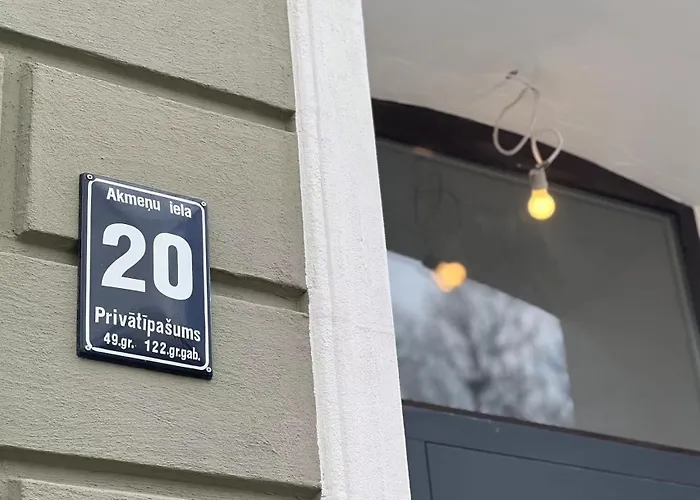 Akmeņu iela
20
Privātīpašums
49.gr. 122.gr.gab.